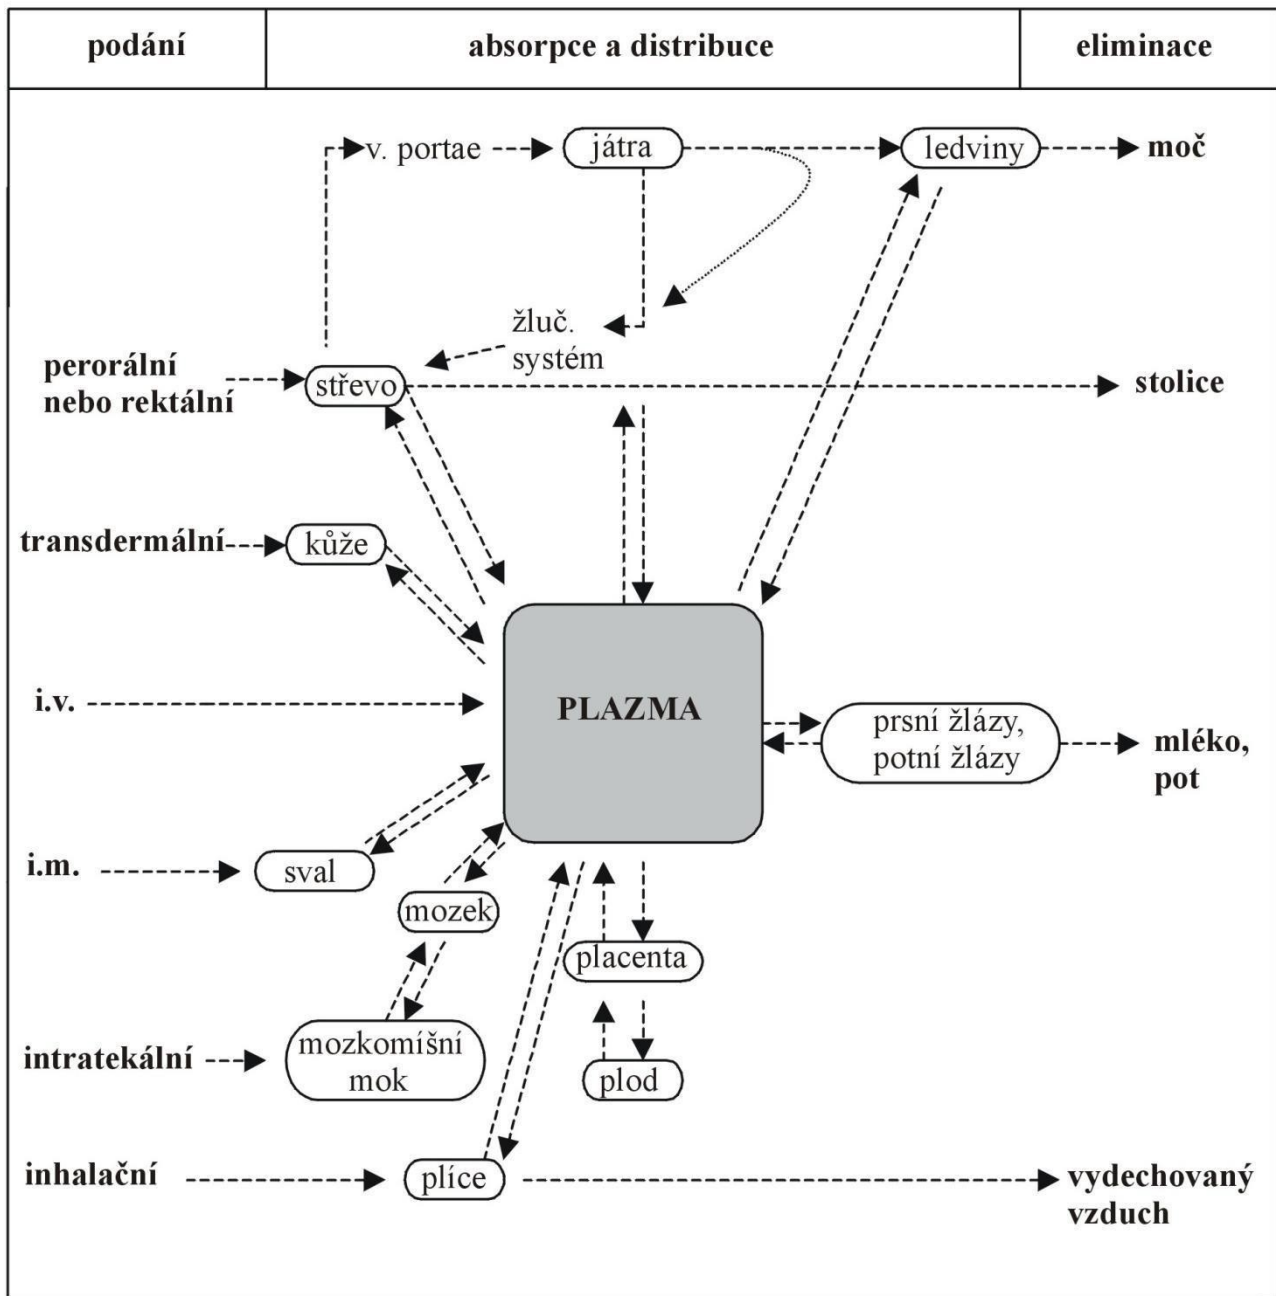 podání
absorpce a distribuce
eliminace
v. portae
játra
ledviny
moč
žluč.
systém
perorální
nebo rektální
střevo
stolice
transdermální
kůže
i.v.
PLAZMA
prsní žlázy,
potní žlázy
mléko,
pot
i.m.
sval
mozek
placenta
intratekální
mozkomíšní
mok
plod
inhalační
plíce
vydechovaný
vzduch